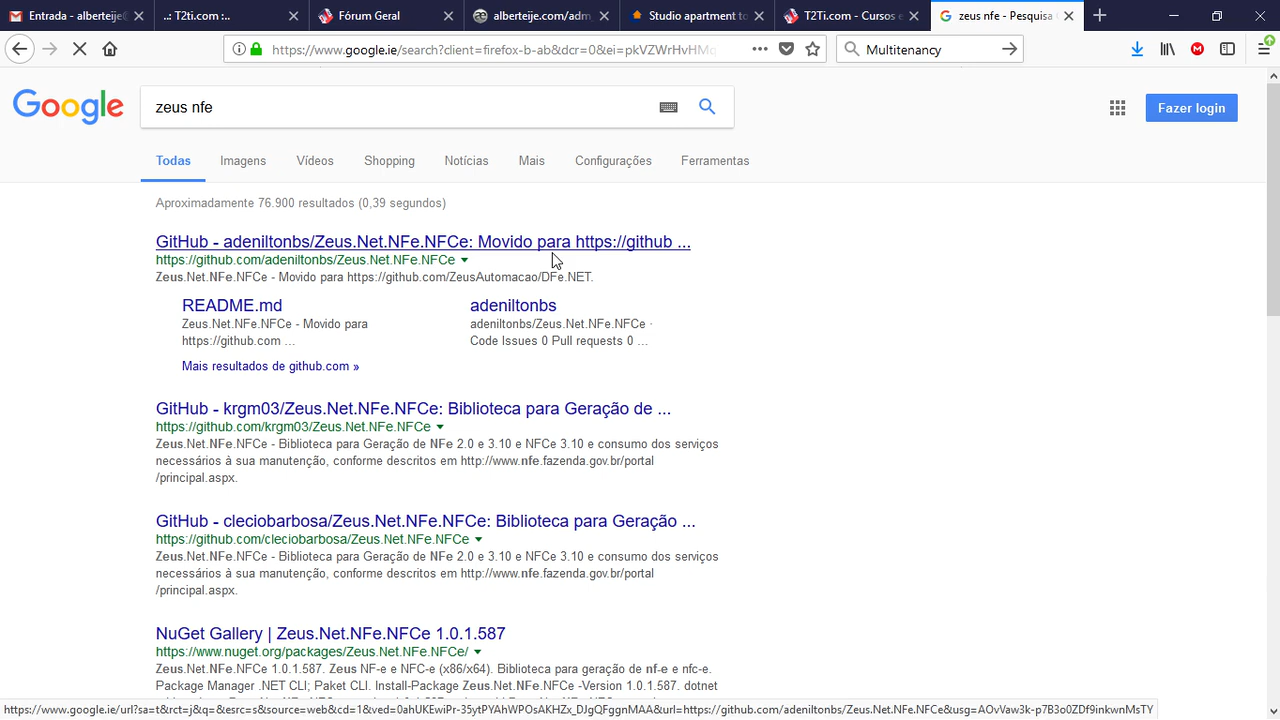 Entrada - alberteije@
..: T2ti.com :..
Fórum Geral
alberteije.com/adm
Studio apartment to
T2Ti.com - Cursos e
zeus nfe - Pesquisa
https://www.google.ie/search?client=firefox-b-ab&dcr=0&ei=pkVZWrHvHMq
Multitenancy
Google
zeus nfe
Fazer login
Todas Imagens Vídeos Shopping Notícias Mais Configurações Ferramentas
Aproximadamente 76.900 resultados (0,39 segundos)
GitHub - adeniltonbs/Zeus.Net.NFe.NFCe: Movido para https://github ...
https://github.com/adeniltonbs/Zeus.Net.NFe.NFCe
Zeus.Net.NFe.NFCe - Movido para https://github.com/ZeusAutomacao/DFe.NET.
README.md
Zeus.Net.NFe.NFCe - Movido para
https://github.com ...
adeniltonbs
adeniltonbs/Zeus.Net.NFe.NFCe ·
Code Issues 0 Pull requests 0 ...
Mais resultados de github.com »
GitHub - krgm03/Zeus.Net.NFe.NFCe: Biblioteca para Geração de ...
https://github.com/krgm03/Zeus.Net.NFe.NFCe
Zeus.Net.NFe.NFCe - Biblioteca para Geração de NFe 2.0 e 3.10 e NFCe 3.10 e consumo dos serviços
necessários à sua manutenção, conforme descritos em http://www.nfe.fazenda.gov.br/portal
/principal.aspx.
GitHub - cleciobarbosa/Zeus.Net.NFe.NFCe: Biblioteca para Geração ...
https://github.com/cleciobarbosa/Zeus.Net.NFe.NFCe
Zeus.Net.NFe.NFCe - Biblioteca para Geração de NFe 2.0 e 3.10 e NFCe 3.10 e consumo dos serviços
necessários à sua manutenção, conforme descritos em http://www.nfe.fazenda.gov.br/portal
/principal.aspx.
NuGet Gallery | Zeus.Net.NFe.NFCe 1.0.1.587
https://www.nuget.org/packages/Zeus.Net.NFe.NFCe/
Zeus.Net.NFe.NFCe 1.0.1.587. Zeus NF-e e NFC-e (x86/x64). Biblioteca para geração de nf-e e nfc-e.
Package Manager .NET CLI; Paket CLI. Install-Package Zeus.Net.NFe.NFCe -Version 1.0.1.587. dotnet
https://www.google.ie/url?sa=t&rct=j&q=&esrc=s&source=web&cd=1&ved=0ahUKEwiPr-35ytPYAhWPOsAKHZx_DJgQFggnMAA&url=https://github.com/adeniltonbs/Zeus.Net.NFe.NFCe&usg=AOvVaw3k-p7B3o0ZDf9inkwnMsTY